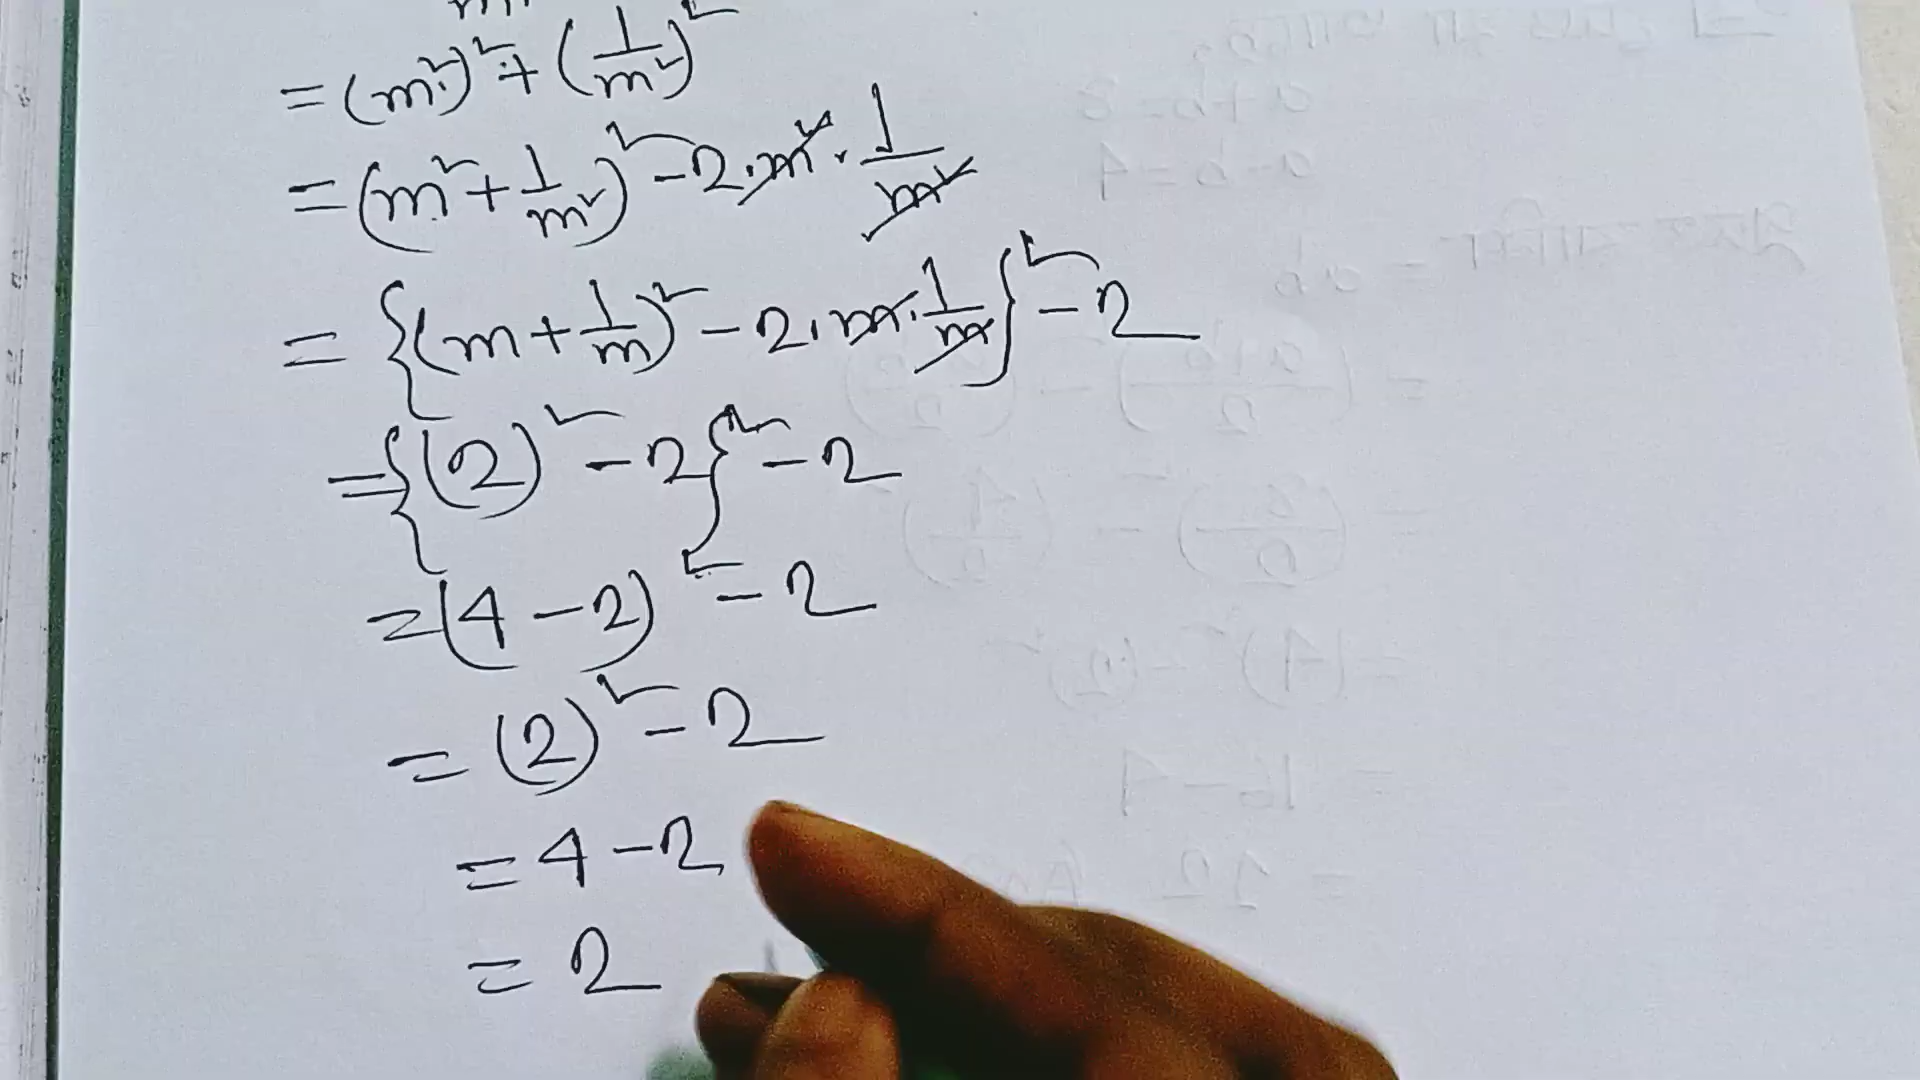 = (m²)² + (1/m²)²
= (m² + 1/m²)² - 2·m²·1/m²
= {(m + 1/m)² - 2·m·1/m}² - 2
= {(2)² - 2}² - 2
= (4 - 2)² - 2
= (2)² - 2
= 4 - 2
= 2